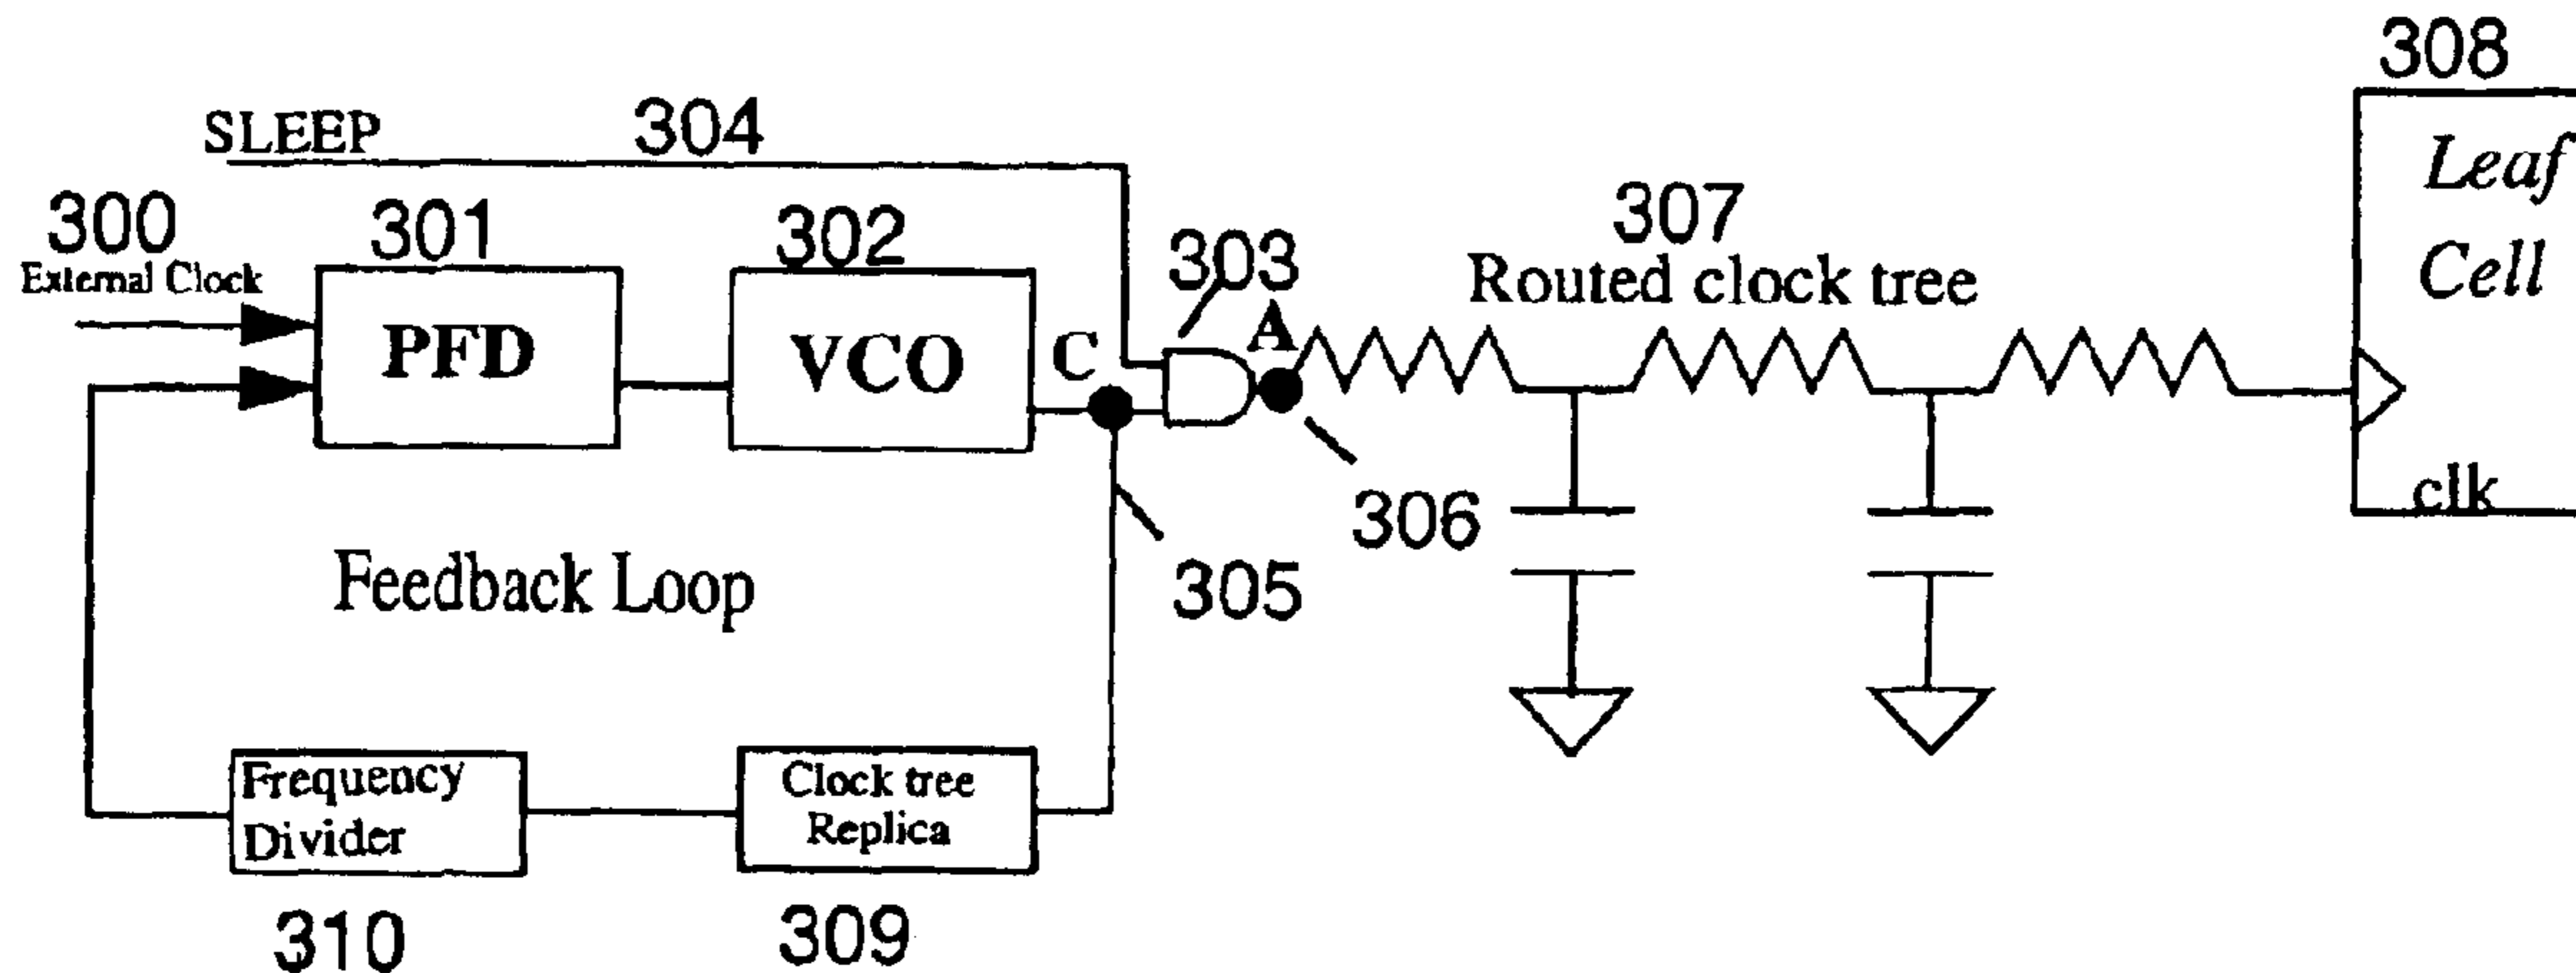 308
Leaf
Cell
clk
SLEEP
304
300
External Clock
301
PFD
302
VCO
C
303
A
307
Routed clock tree
306
305
Feedback Loop
Frequency
Divider
310
Clock tree
Replica
309